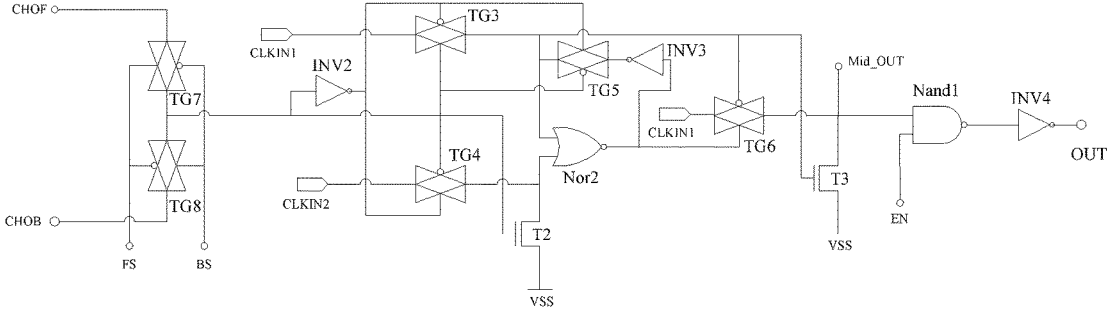 CHOF
TG3
CLKIN1
INV3
INV2
TG5
Mid_OUT
TG7
Nand1
INV4
CLKIN1
TG6
OUT
TG4
Nor2
T3
CLKIN2
TG8
CHOB
T2
EN
VSS
FS
BS
VSS